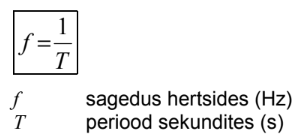 f = 1/T
f sagedus hertsides (Hz)
T periood sekundites (s)